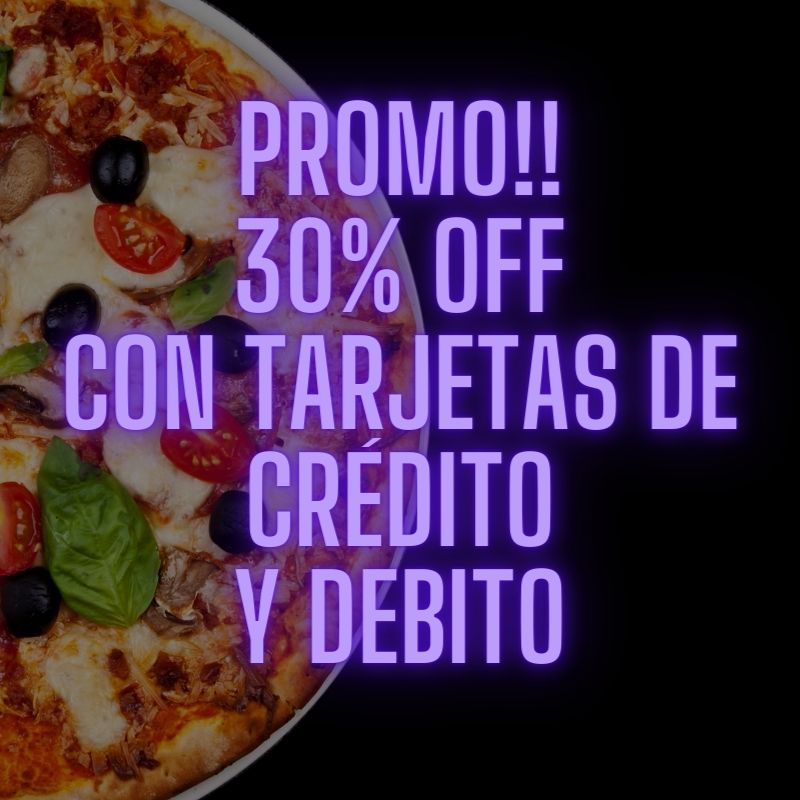 PROMO!!
30% OFF
CON TARJETAS DE
CRÉDITO
Y DEBITO